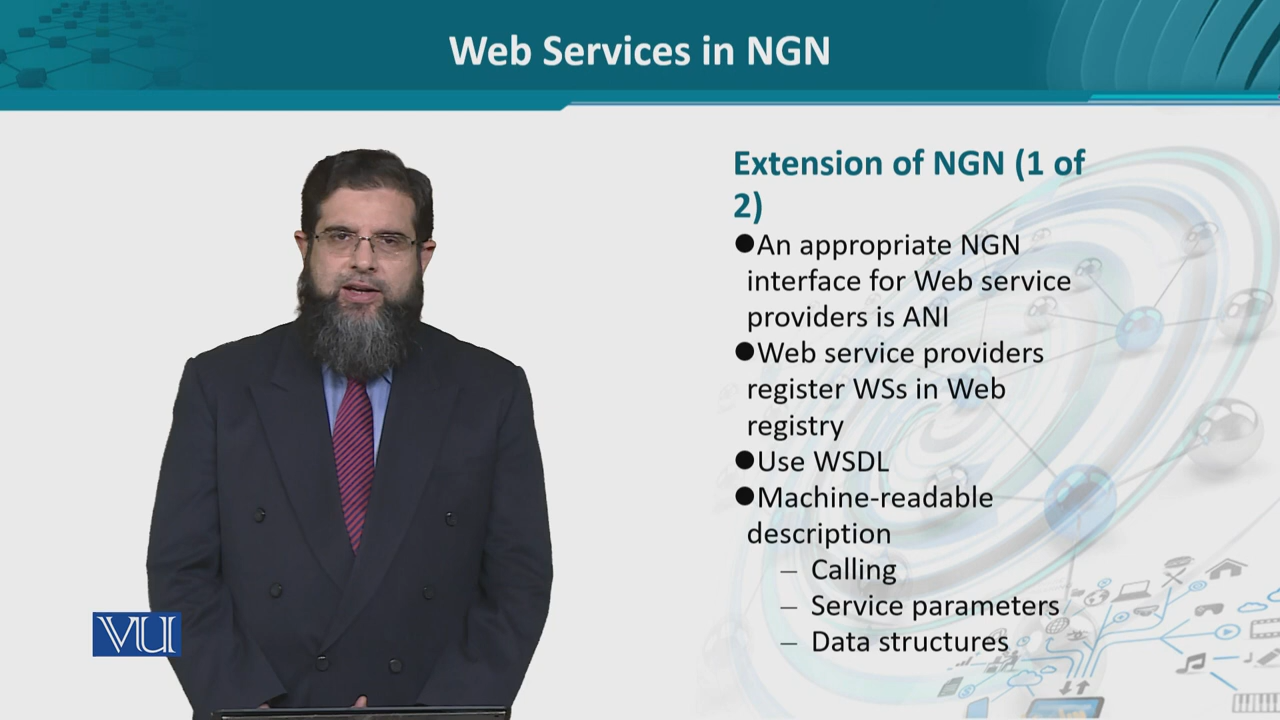 Web Services in NGN
Extension of NGN (1 of
2)
●An appropriate NGN
interface for Web service
providers is ANI
●Web service providers
register WSs in Web
registry
●Use WSDL
●Machine-readable
description
– Calling
– Service parameters
– Data structures
VU